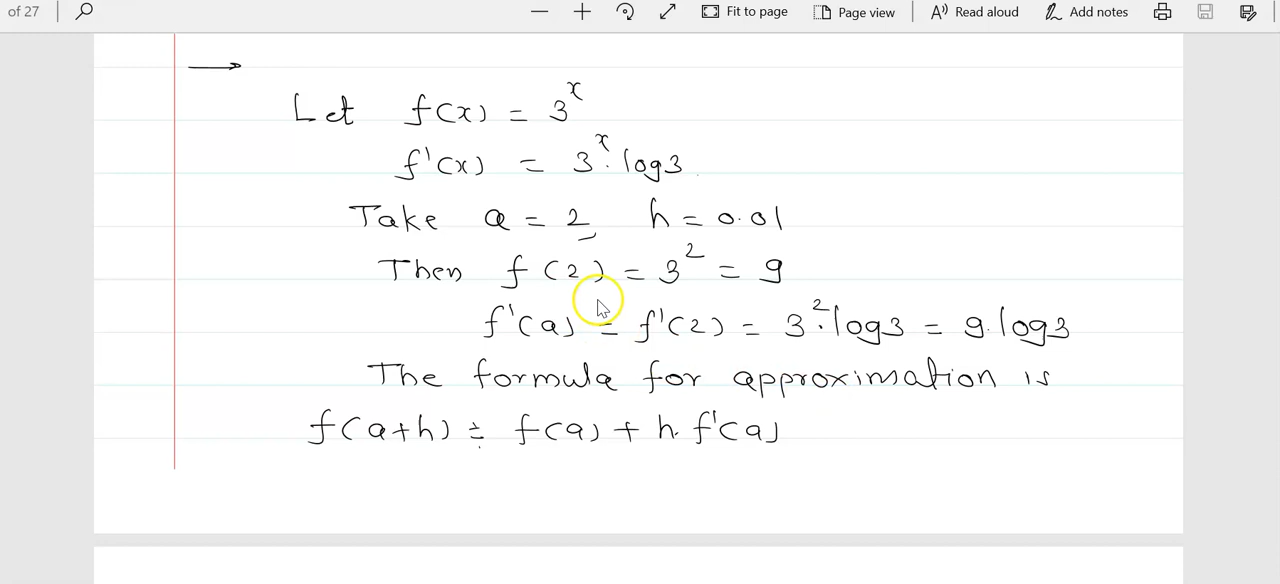 of 27 Fit to page Page view Read aloud Add notes
Let f(x) = 3^x
f'(x) = 3^x . log3
Take a = 2, h = 0.01
Then f(2) = 3^2 = 9
f'(a) = f'(2) = 3^2 . log3 = 9.log3
The formula for approximation is
f(a+h) ≑ f(a) + h. f'(a)